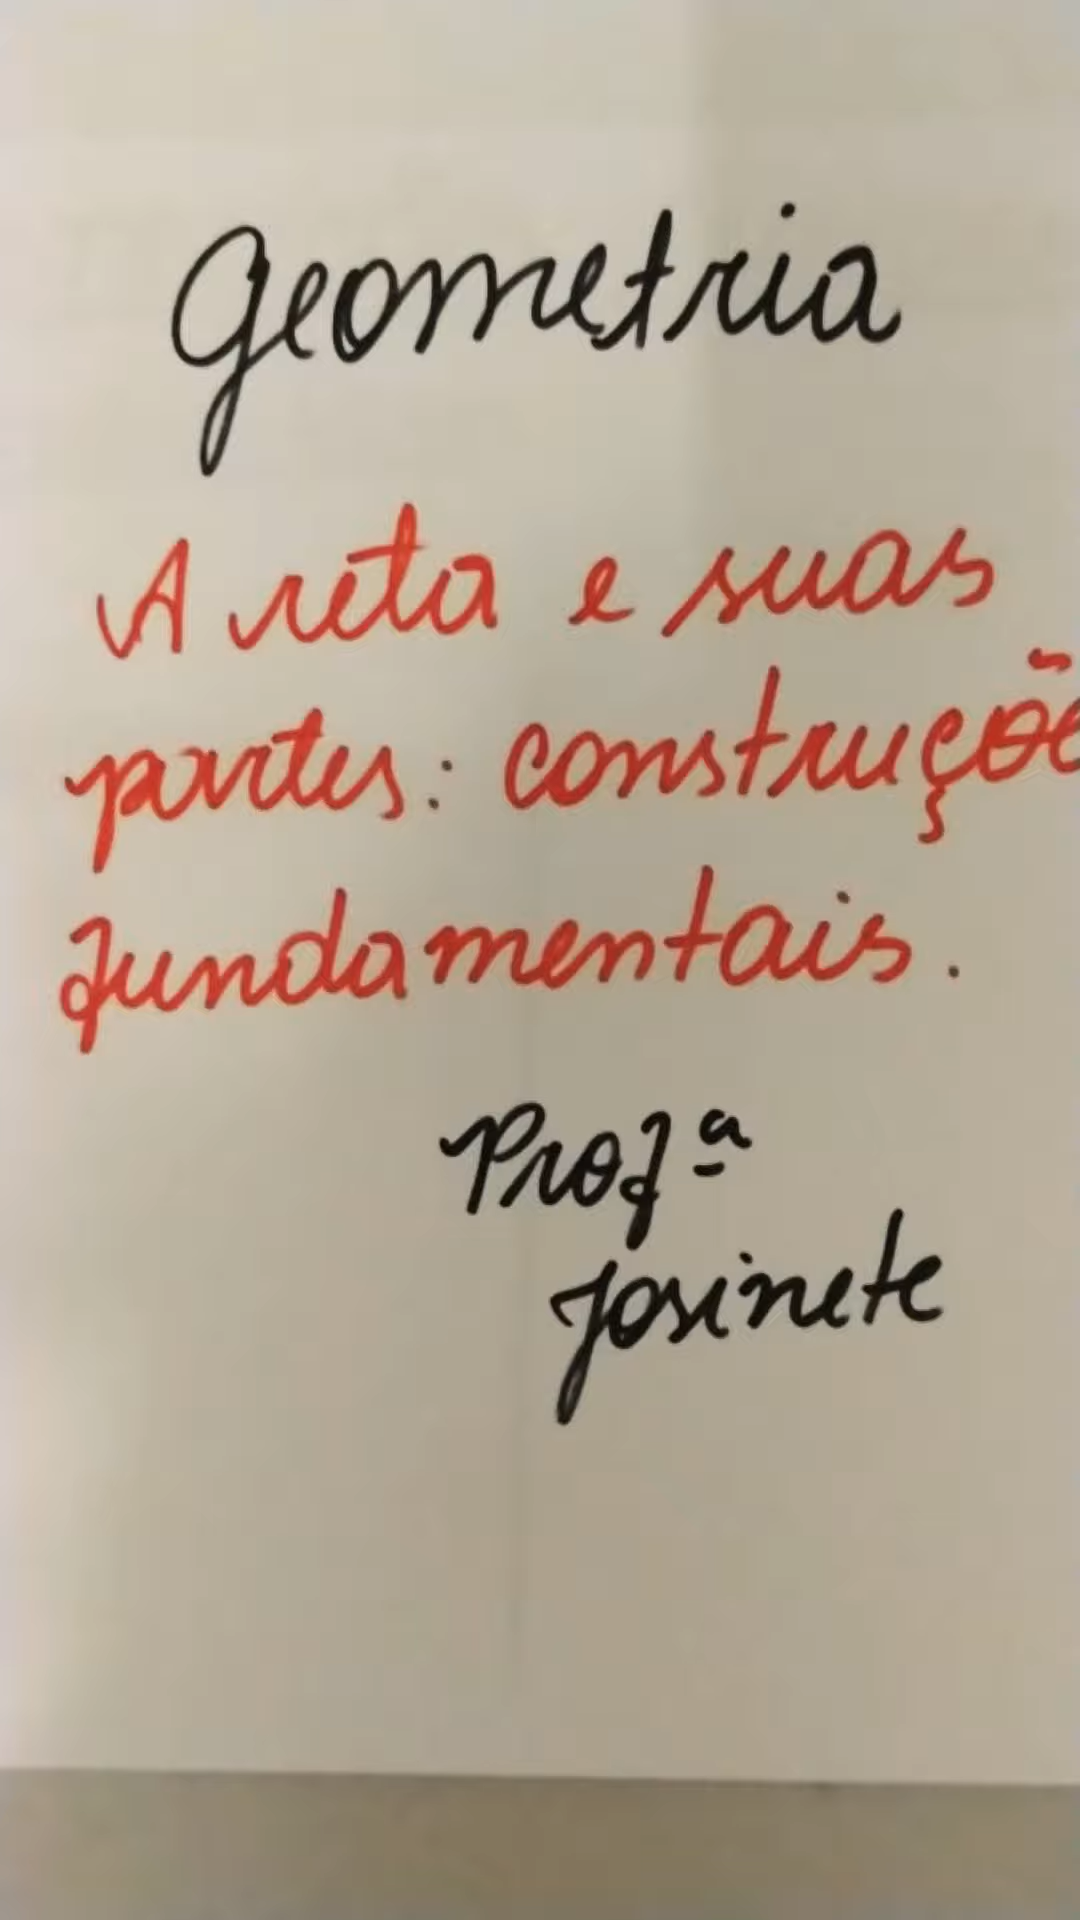 Geometria
A reta e suas
partes: construçõe
fundamentais.
Profª
Josinete